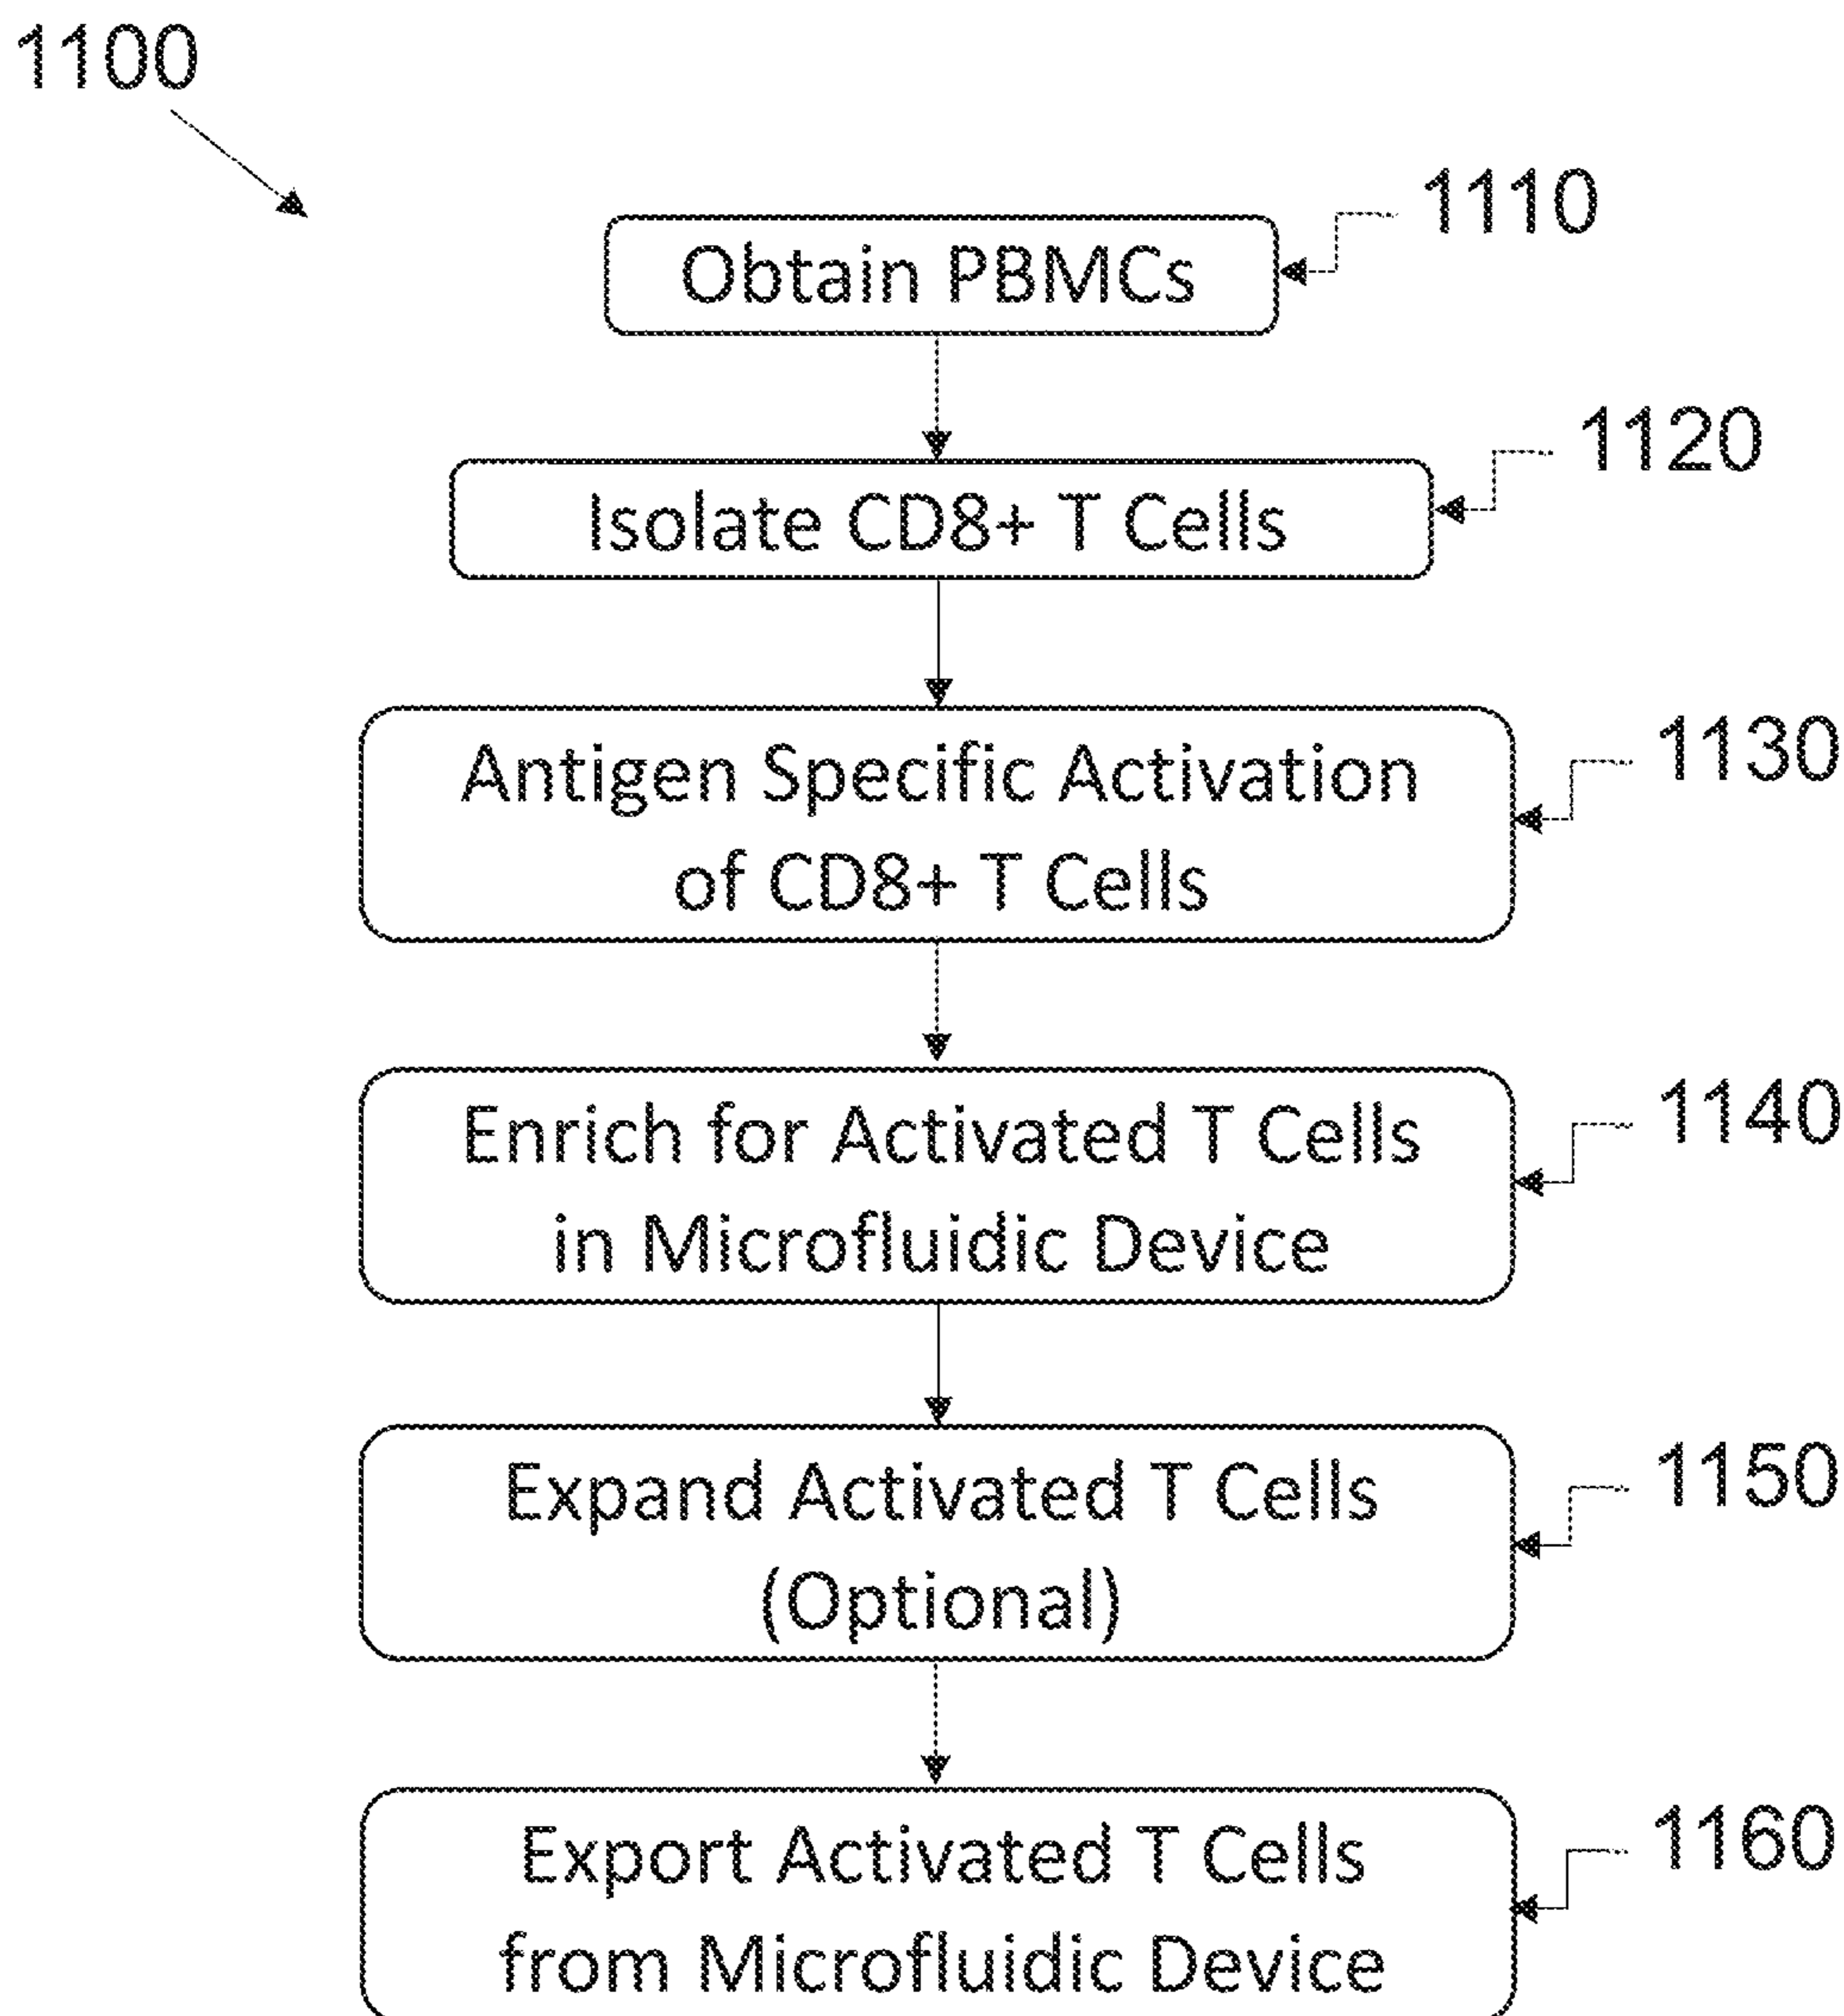 1100
1110
Obtain PBMCs
1120
Isolate CD8+ T Cells
1130
Antigen Specific Activation
of CD8+ T Cells
1140
Enrich for Activated T Cells
in Microfluidic Device
1150
Expand Activated T Cells
(Optional)
1160
Export Activated T Cells
from Microfluidic Device